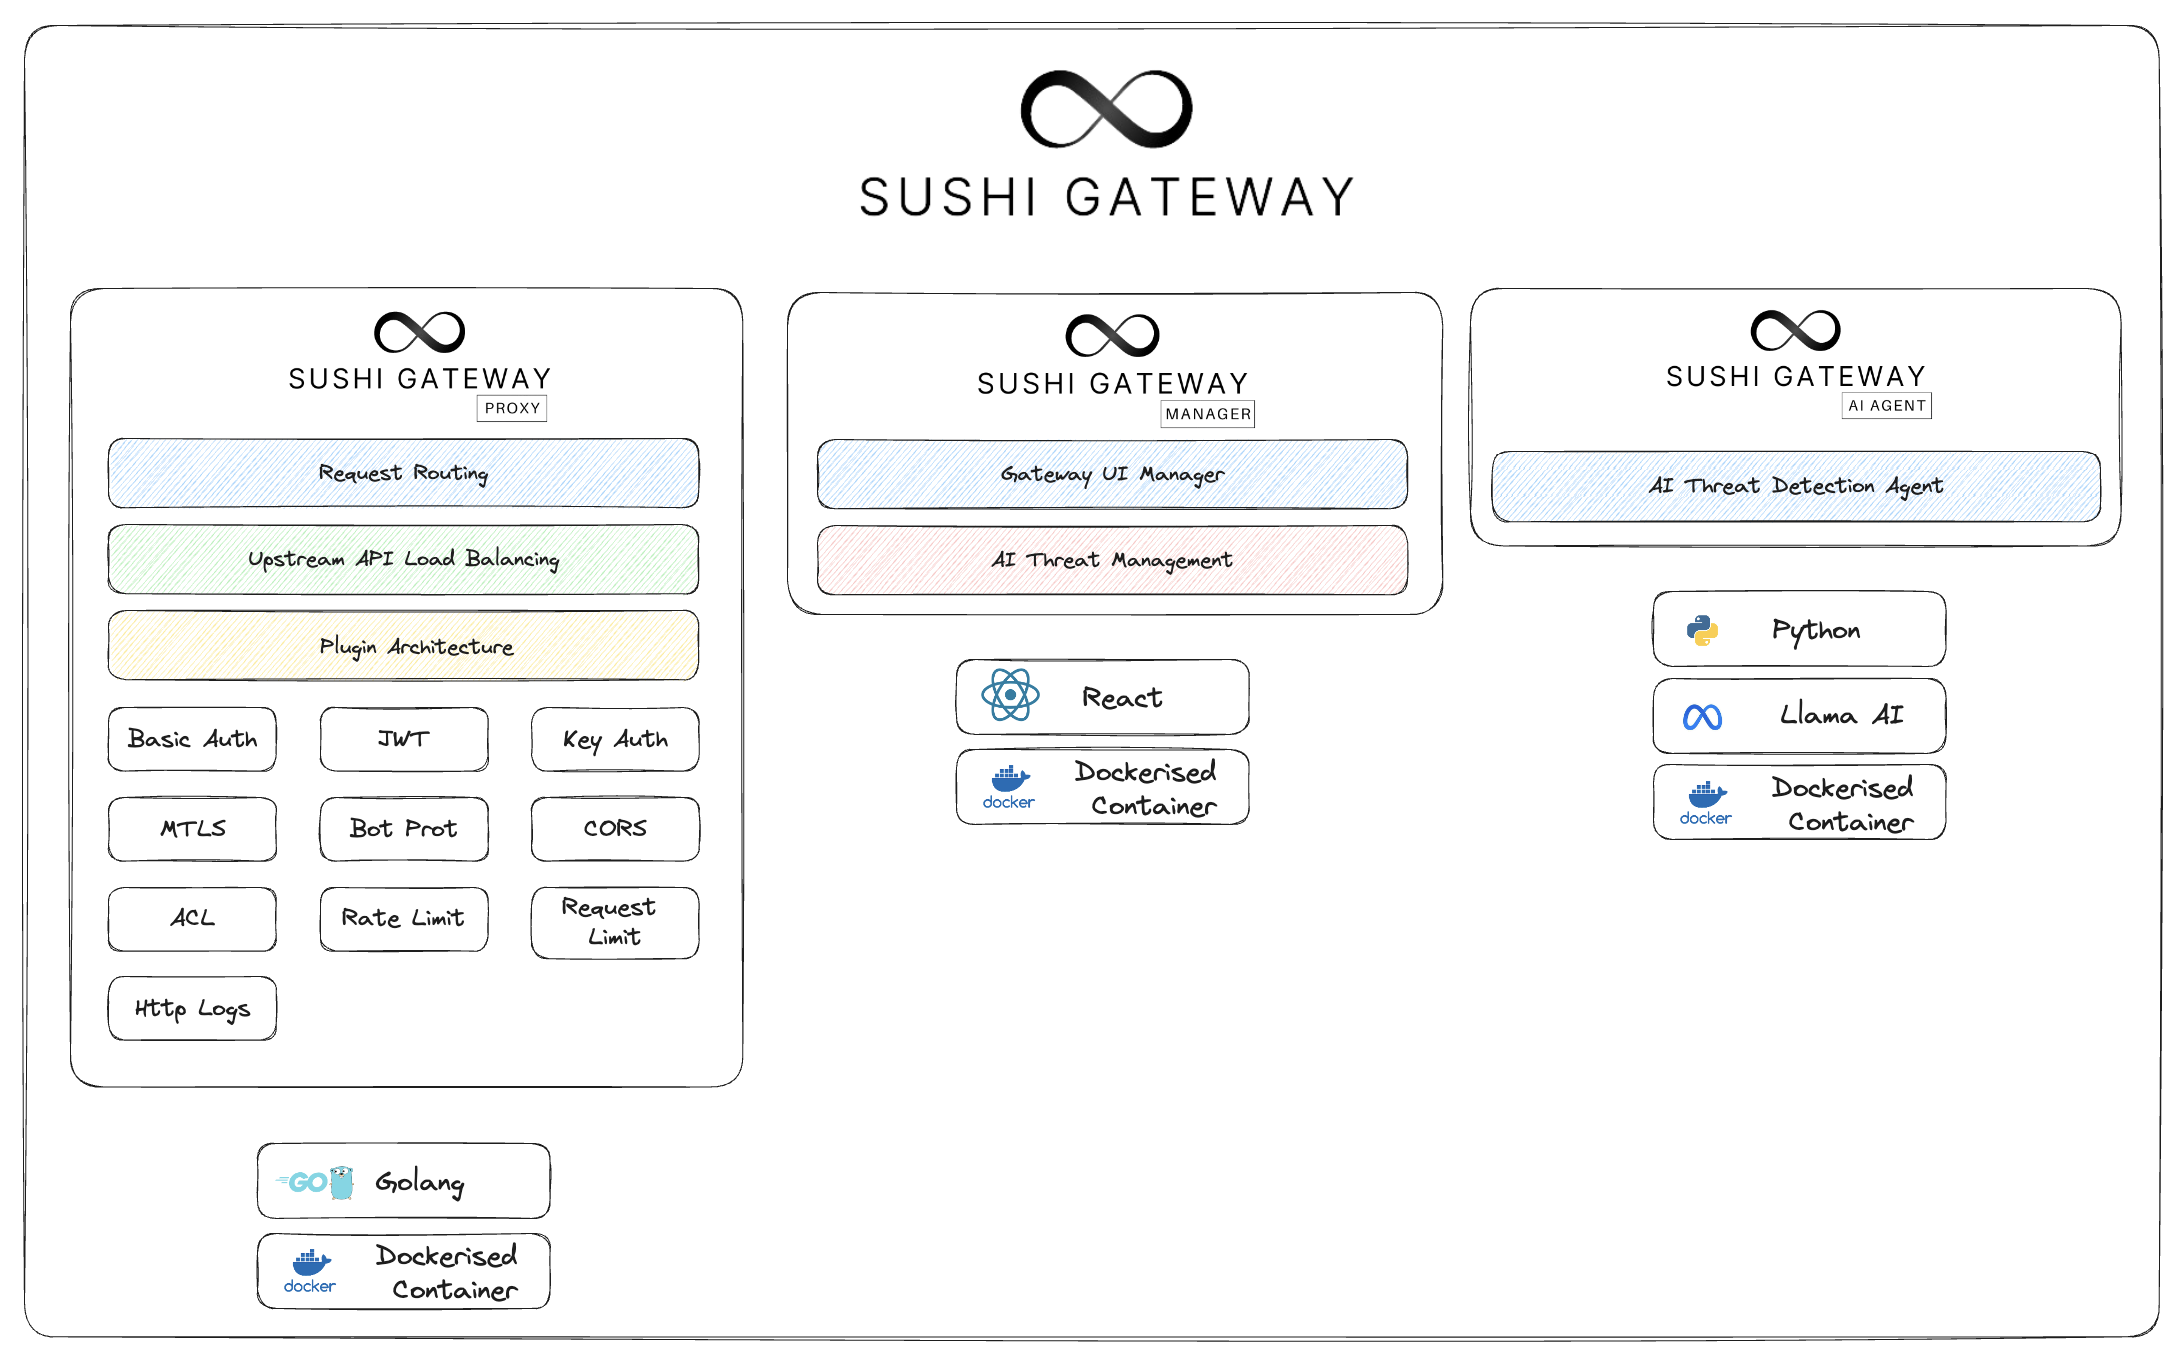 SUSHI GATEWAY
SUSHI GATEWAY
PROXY
Request Routing
Upstream API Load Balancing
Plugin Architecture
Basic Auth
JWT
Key Auth
MTLS
Bot Prot
CORS
ACL
Rate Limit
Request
Limit
Http Logs
GO
Golang
docker
Dockerised
Container
SUSHI GATEWAY
MANAGER
Gateway UI Manager
AI Threat Management
React
docker
Dockerised
Container
SUSHI GATEWAY
AI AGENT
AI Threat Detection Agent
Python
Llama AI
docker
Dockerised
Container